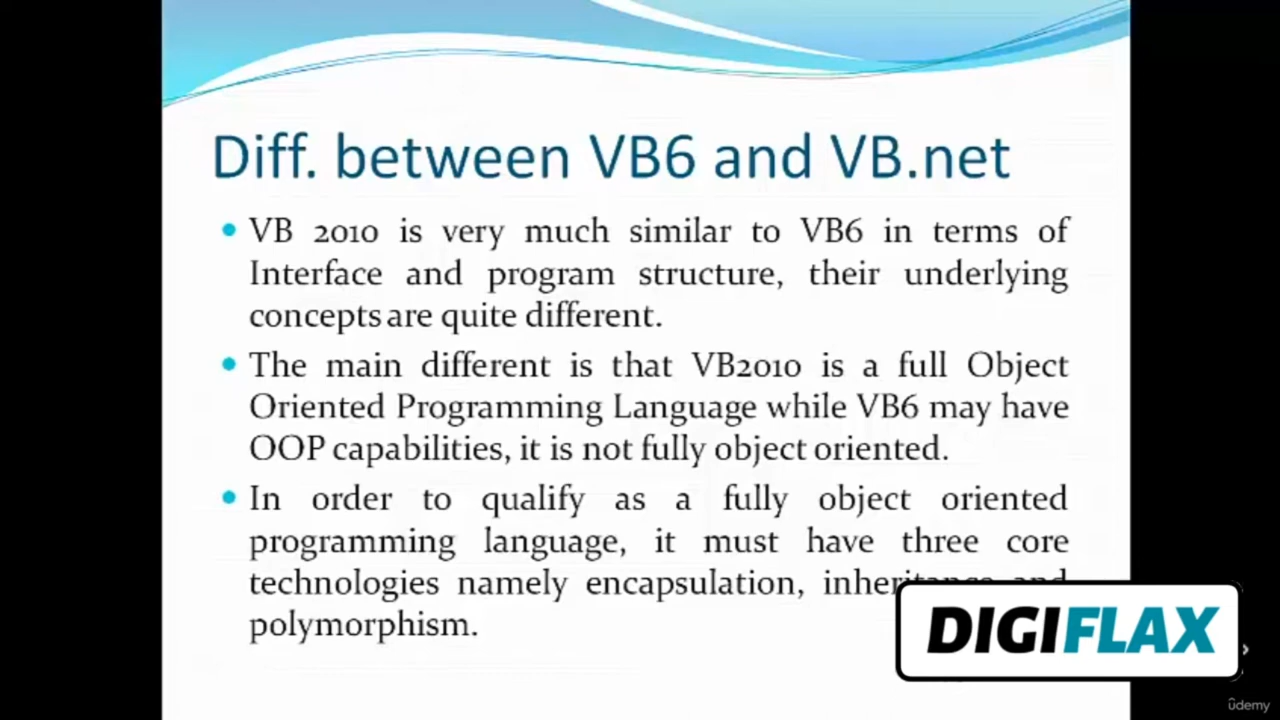 Diff. between VB6 and VB.net
• VB 2010 is very much similar to VB6 in terms of
Interface and program structure, their underlying
concepts are quite different.
• The main different is that VB2010 is a full Object
Oriented Programming Language while VB6 may have
OOP capabilities, it is not fully object oriented.
• In order to qualify as a fully object oriented
programming language, it must have three core
technologies namely encapsulation, inheritance and
polymorphism.
DIGIFLAX
ûdemy